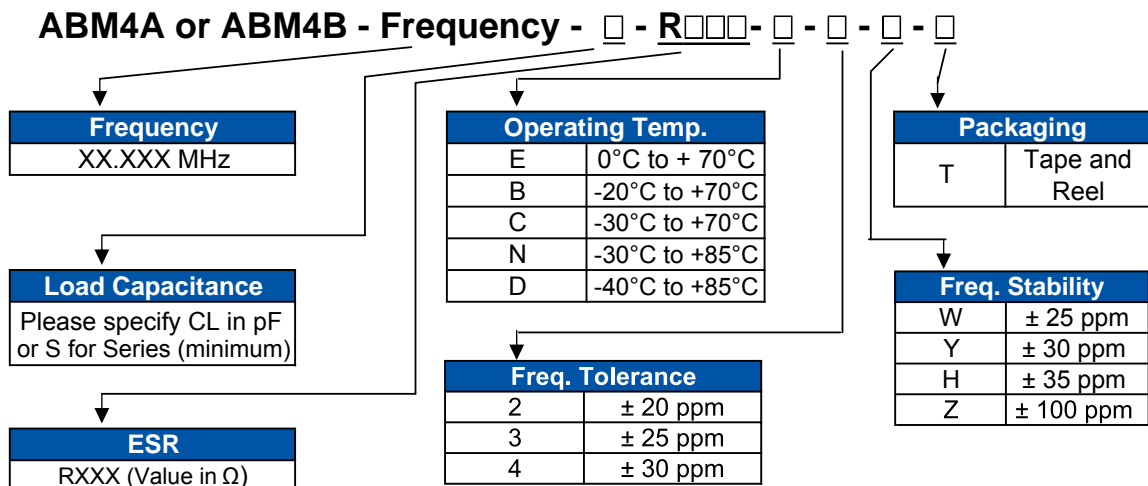 ABM4A or ABM4B - Frequency - □ - R□□□- □ - □ - □ - □
Frequency
XX.XXX MHz
Load Capacitance
Please specify CL in pF
or S for Series (minimum)
ESR
RXXX (Value in Ω)
Operating Temp.
E 0°C to + 70°C
B -20°C to +70°C
C -30°C to +70°C
N -30°C to +85°C
D -40°C to +85°C
Freq. Tolerance
2 ± 20 ppm
3 ± 25 ppm
4 ± 30 ppm
Packaging
T Tape and
Reel
Freq. Stability
W ± 25 ppm
Y ± 30 ppm
H ± 35 ppm
Z ± 100 ppm